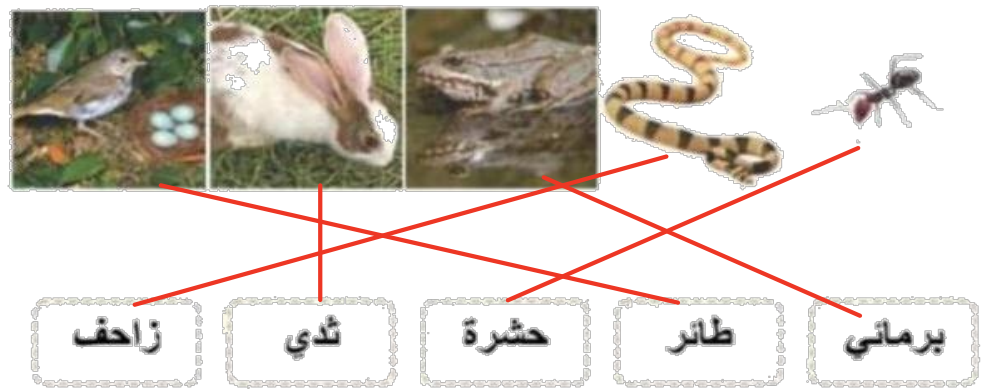 برمائي
طائر
حشرة
ثدي
زاحف